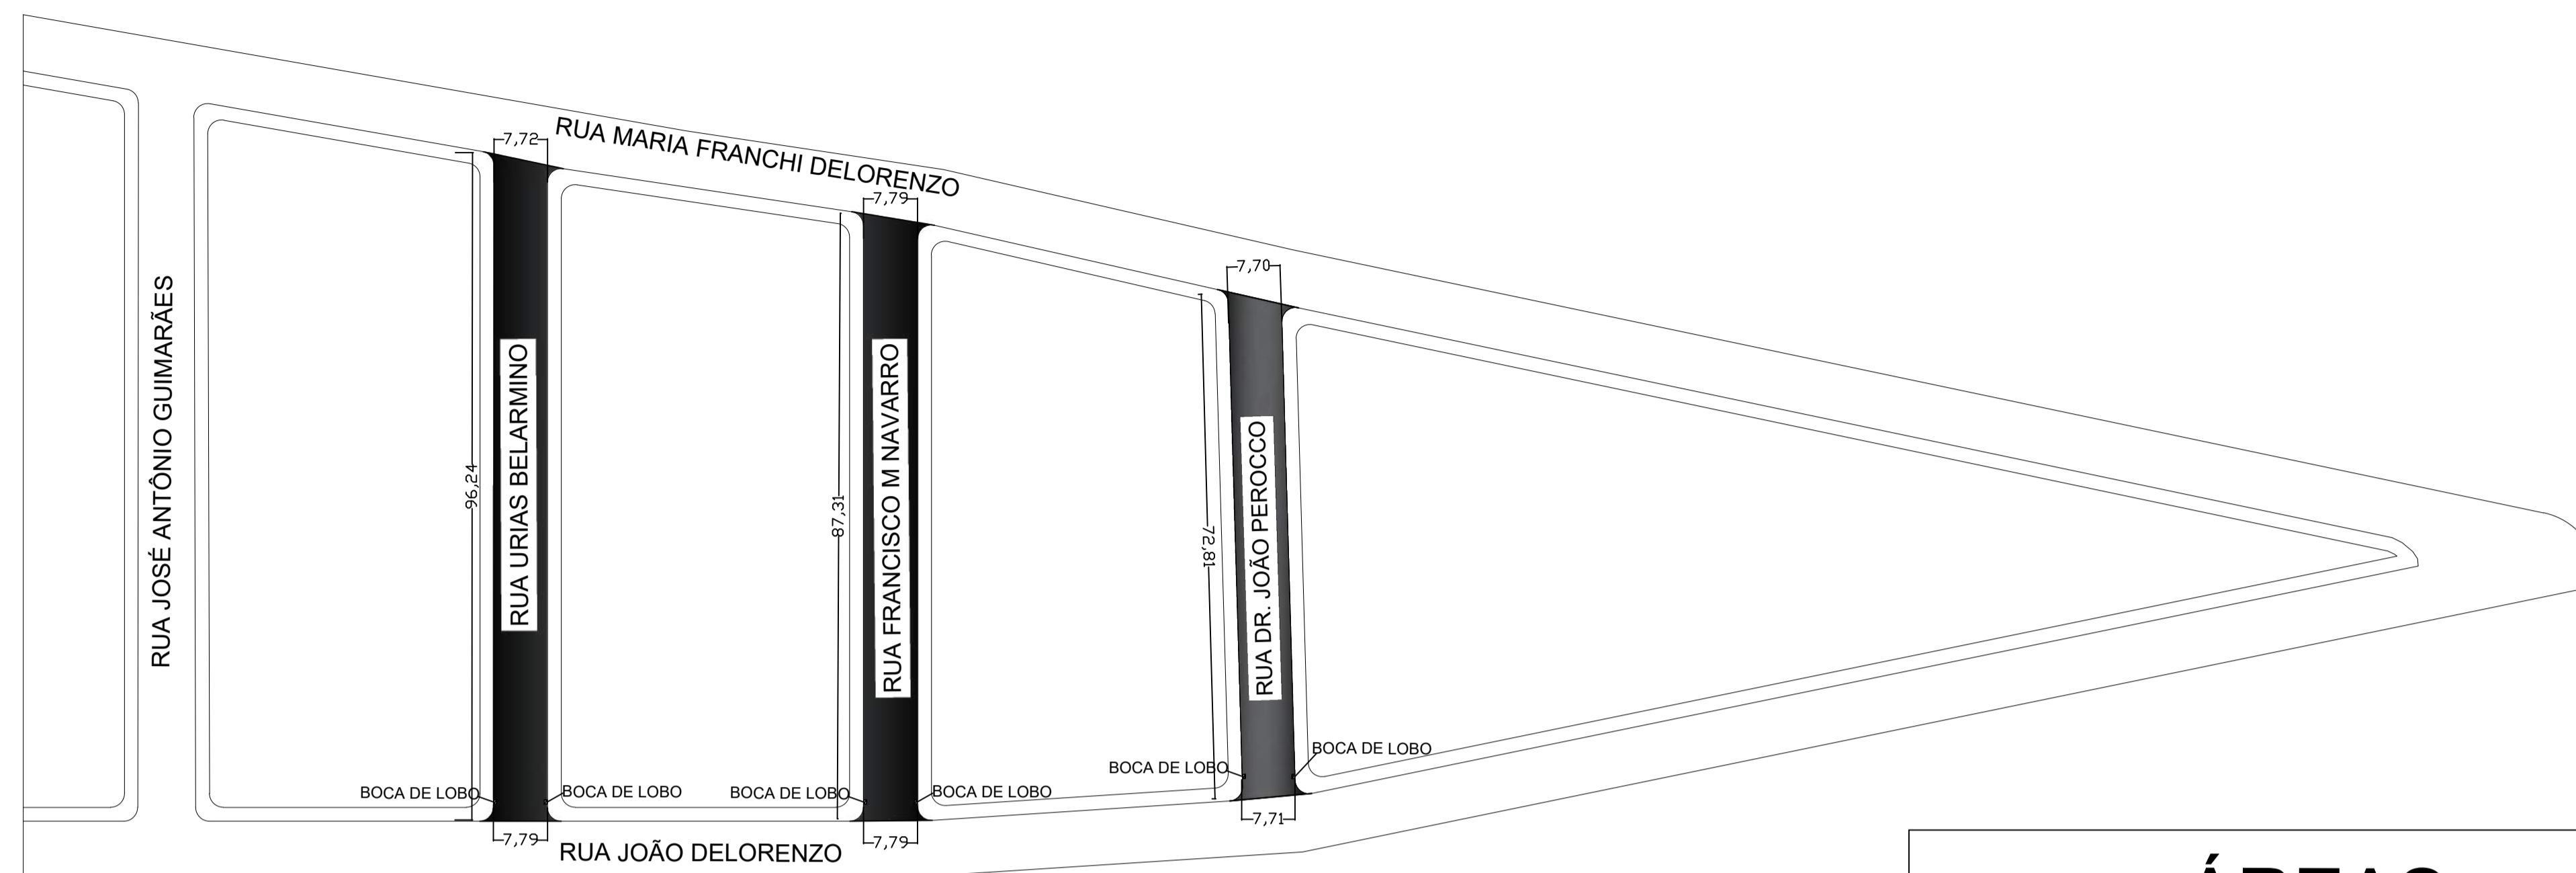 7,72
RUA MARIA FRANCHI DELORENZO
7,79
7,70
RUA JOSÉ ANTÔNIO GUIMARÃES
96,24
RUA URIAS BELARMINO
87,31
RUA FRANCISCO M NAVARRO
72,81
RUA DR. JOÃO PEROCCO
BOCA DE LOBO
BOCA DE LOBO
BOCA DE LOBO
BOCA DE LOBO
BOCA DE LOBO
BOCA DE LOBO
7,79
7,79
7,71
RUA JOÃO DELORENZO
ÁREAS